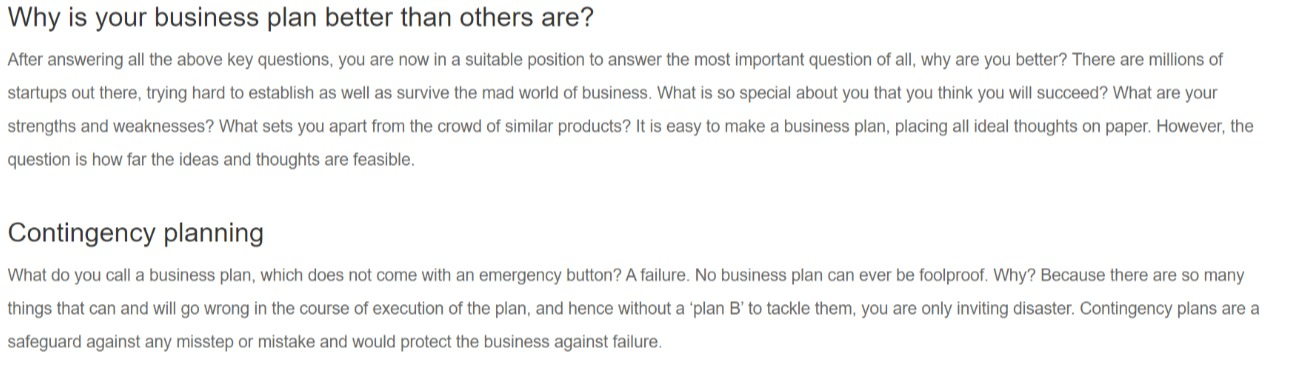 Why is your business plan better than others are?
After answering all the above key questions, you are now in a suitable position to answer the most important question of all, why are you better? There are millions of
startups out there, trying hard to establish as well as survive the mad world of business. What is so special about you that you think you will succeed? What are your
strengths and weaknesses? What sets you apart from the crowd of similar products? It is easy to make a business plan, placing all ideal thoughts on paper. However, the
question is how far the ideas and thoughts are feasible.
Contingency planning
What do you call a business plan, which does not come with an emergency button? A failure. No business plan can ever be foolproof. Why? Because there are so many
things that can and will go wrong in the course of execution of the plan, and hence without a ‘plan B’ to tackle them, you are only inviting disaster. Contingency plans are a
safeguard against any misstep or mistake and would protect the business against failure.